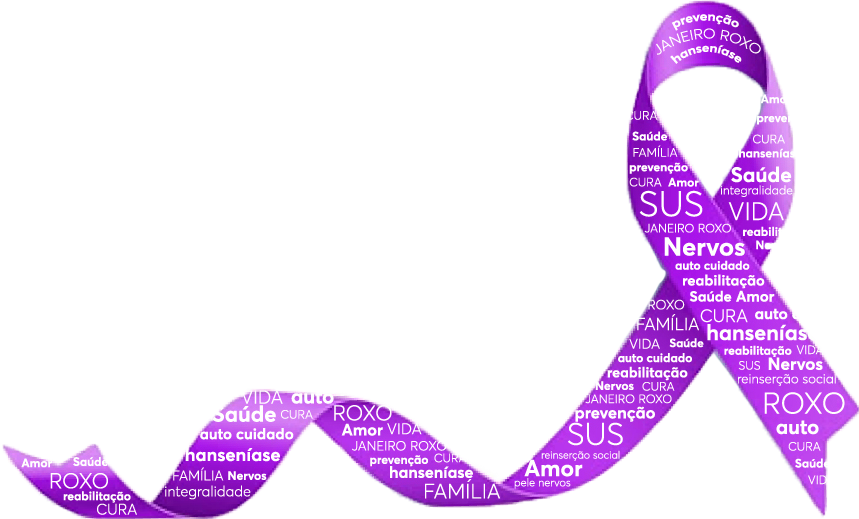 prevenção
JANEIRO ROXO
hanseníase
CURA
Saúde
FAMÍLIA
prevenção
CURA Amor
SUS
JANEIRO ROXO
Nervos
auto cuidado
reabilitação
Saúde Amor
CURA auto
hanseníase
reabilitação VIDA
SUS Nervos
reinserção social
ROXO
auto
CURA
Saúde
VID
Amor
preven
CURA
hansenías
Saúde
integralidade
VIDA
reabilit
N
ROXO
FAMÍLIA
VIDA Saúde
auto cuidado
reabilitação
Nervos CURA
JANEIRO ROXO
prevenção
SUS
reinserção social
Amor
pele nervos
ROXO
Amor VIDA
JANEIRO ROXO
prevenção CURA
hanseníase
FAMÍLIA
VIDA auto
Saúde CURA
auto cuidado
hanseníase
FAMÍLIA Nervos
integralidade
Amor Saúde
ROXO
reabilitação
CURA